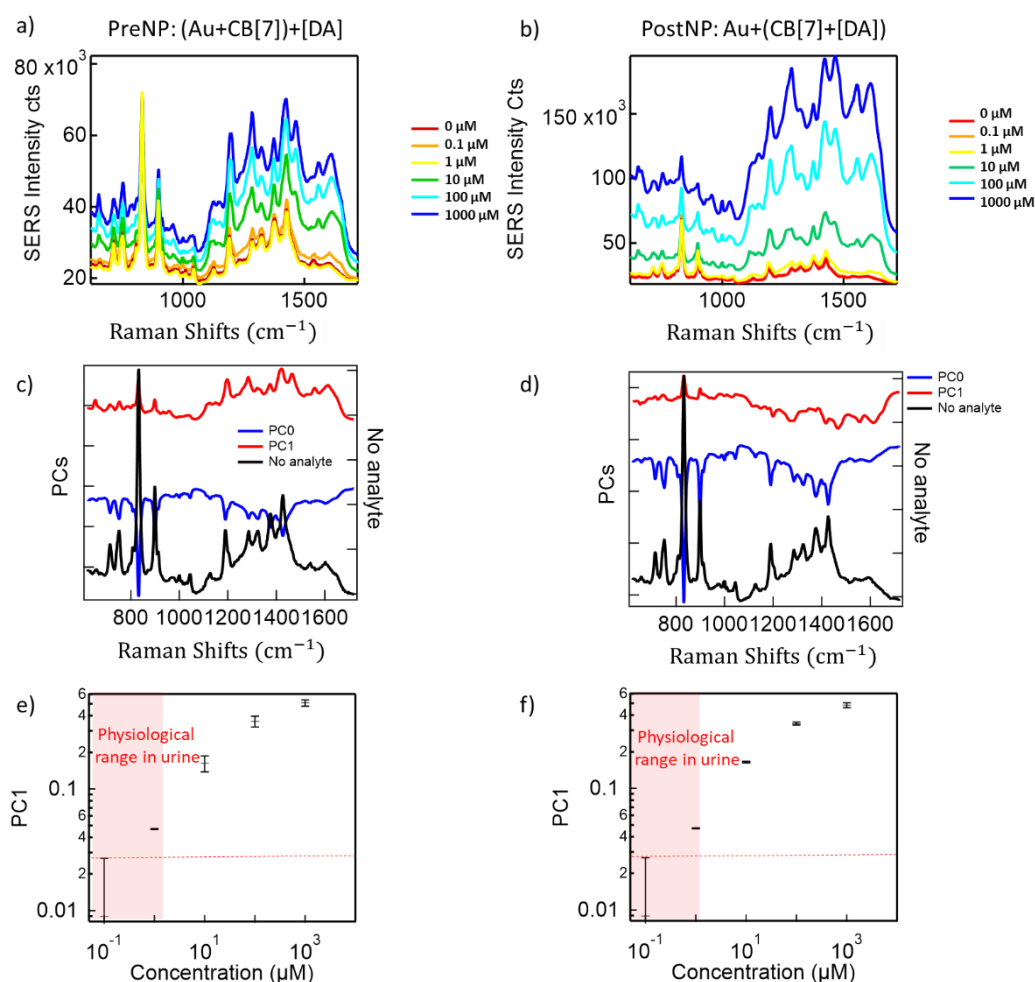 a)
PreNP: (Au+CB[7])+[DA]
80 x10³
60
40
20
SERS Intensity cts
1000
1500
Raman Shifts (cm⁻¹)
0 µM
0.1 µM
1 µM
10 µM
100 µM
1000 µM
b)
PostNP: Au+(CB[7]+[DA])
150 x10³
100
50
SERS Intensity Cts
1000
1500
Raman Shifts (cm⁻¹)
0 µM
0.1 µM
1 µM
10 µM
100 µM
1000 µM
c)
PCs
PC0
PC1
No analyte
No analyte
800 1000 1200 1400 1600
Raman Shifts (cm⁻¹)
d)
PCs
PC0
PC1
No analyte
No analyte
800 1000 1200 1400 1600
Raman Shifts (cm⁻¹)
e)
PC1
6
4
2
0.1
6
4
2
0.01
Physiological
range in urine
10⁻¹
10¹
10³
Concentration (µM)
f)
PC1
6
4
2
0.1
8
6
4
2
0.01
Physiological
range in urine
10⁻¹
10¹
10³
Concentration (µM)